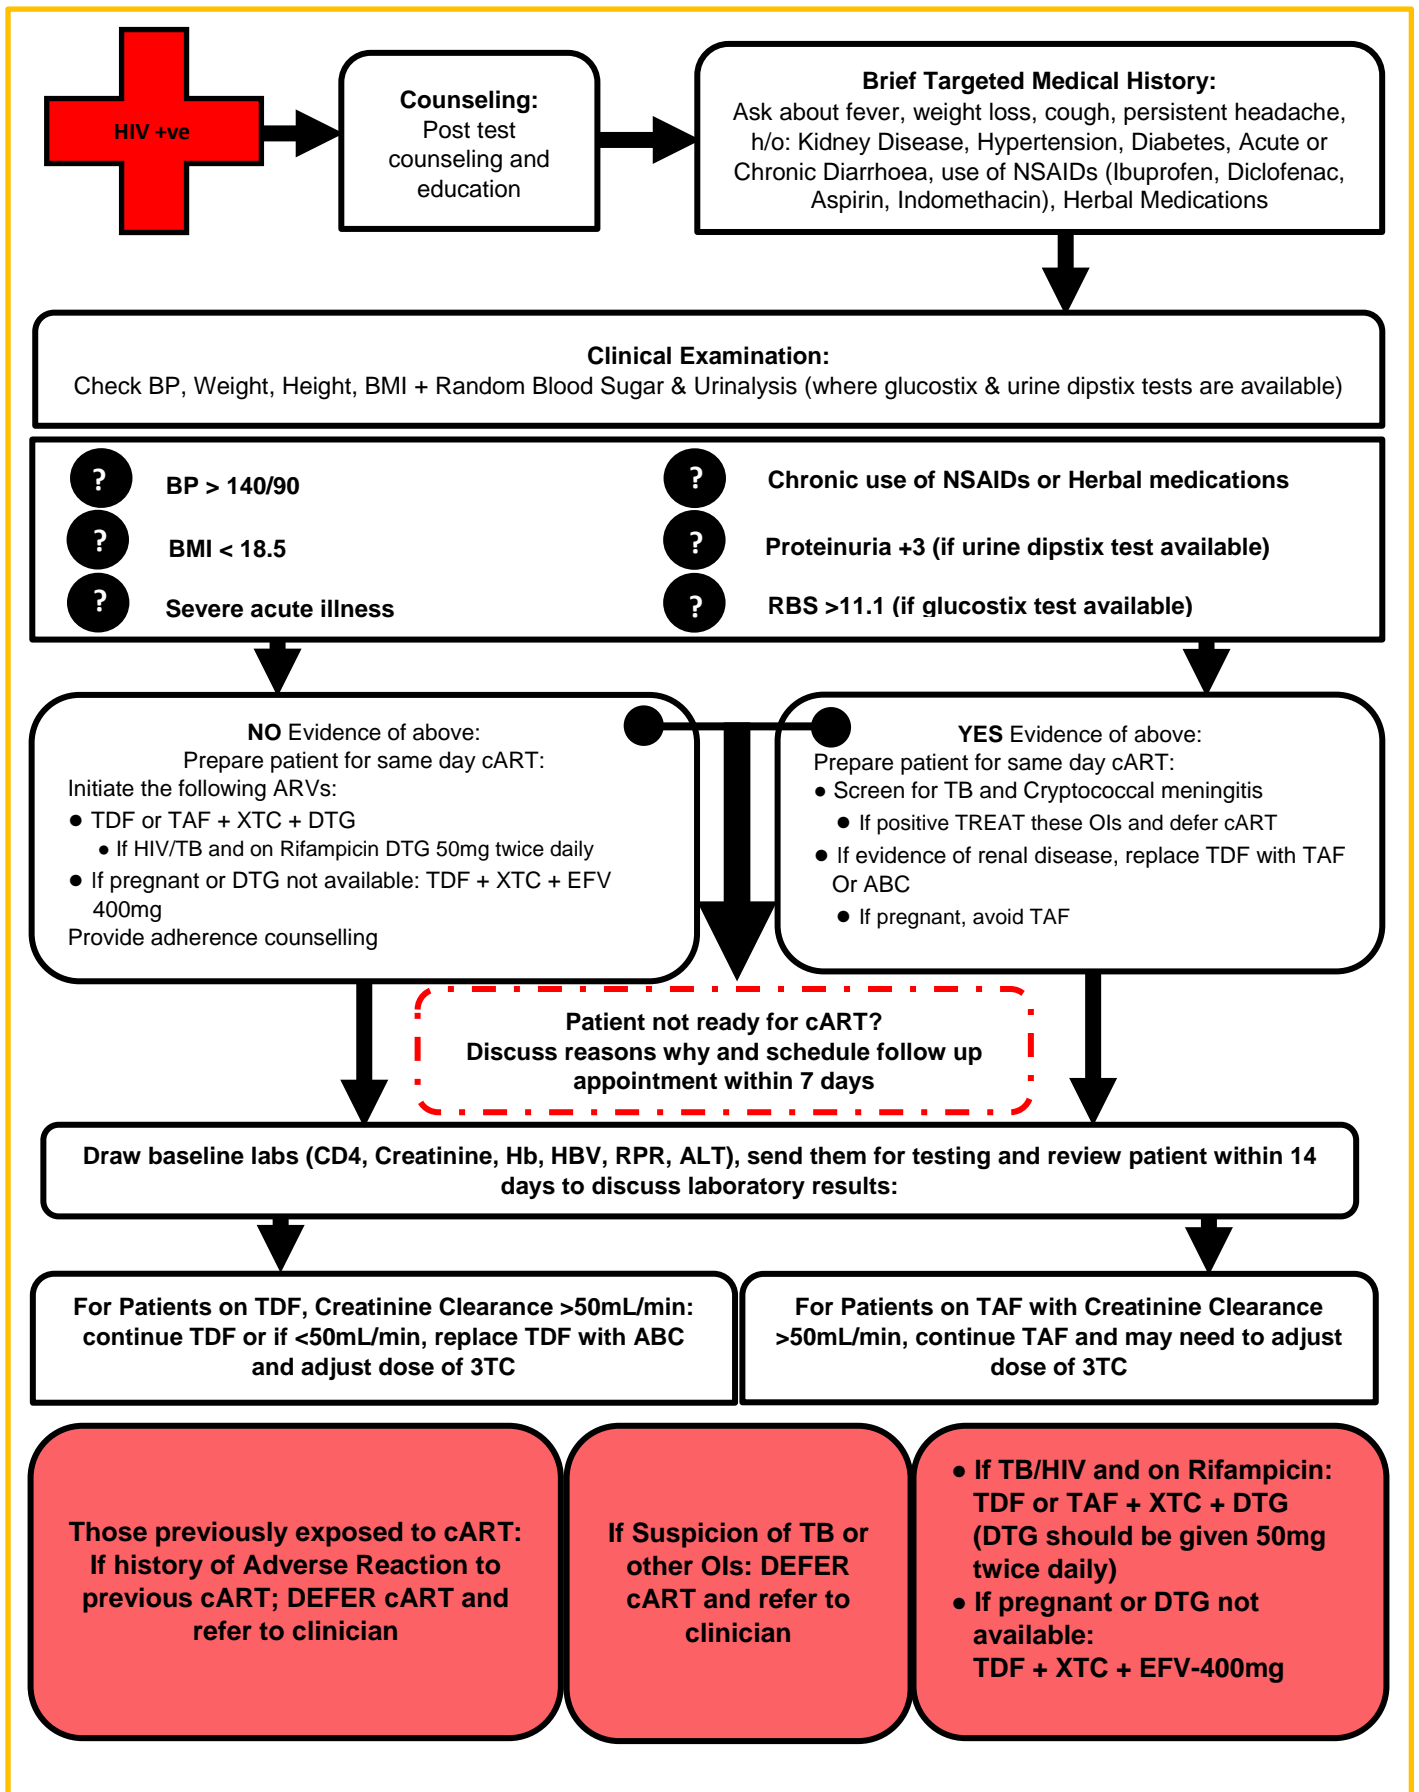 HIV +ve
Counseling:
Post test
counseling and
education
Brief Targeted Medical History:
Ask about fever, weight loss, cough, persistent headache,
h/o: Kidney Disease, Hypertension, Diabetes, Acute or
Chronic Diarrhoea, use of NSAIDs (Ibuprofen, Diclofenac,
Aspirin, Indomethacin), Herbal Medications
Clinical Examination:
Check BP, Weight, Height, BMI + Random Blood Sugar & Urinalysis (where glucostix & urine dipstix tests are available)
? BP > 140/90
? BMI < 18.5
? Severe acute illness
? Chronic use of NSAIDs or Herbal medications
? Proteinuria +3 (if urine dipstix test available)
? RBS >11.1 (if glucostix test available)
NO Evidence of above:
Prepare patient for same day cART:
Initiate the following ARVs:
● TDF or TAF + XTC + DTG
● If HIV/TB and on Rifampicin DTG 50mg twice daily
● If pregnant or DTG not available: TDF + XTC + EFV
400mg
Provide adherence counselling
YES Evidence of above:
Prepare patient for same day cART:
● Screen for TB and Cryptococcal meningitis
● If positive TREAT these OIs and defer cART
● If evidence of renal disease, replace TDF with TAF
Or ABC
● If pregnant, avoid TAF
Patient not ready for cART?
Discuss reasons why and schedule follow up
appointment within 7 days
Draw baseline labs (CD4, Creatinine, Hb, HBV, RPR, ALT), send them for testing and review patient within 14
days to discuss laboratory results:
For Patients on TDF, Creatinine Clearance >50mL/min:
continue TDF or if <50mL/min, replace TDF with ABC
and adjust dose of 3TC
For Patients on TAF with Creatinine Clearance
>50mL/min, continue TAF and may need to adjust
dose of 3TC
Those previously exposed to cART:
If history of Adverse Reaction to
previous cART; DEFER cART and
refer to clinician
If Suspicion of TB or
other OIs: DEFER
cART and refer to
clinician
● If TB/HIV and on Rifampicin:
TDF or TAF + XTC + DTG
(DTG should be given 50mg
twice daily)
● If pregnant or DTG not
available:
TDF + XTC + EFV-400mg